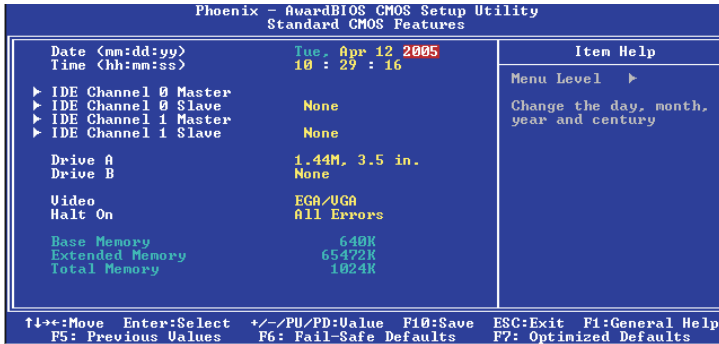 Phoenix - AwardBIOS CMOS Setup Utility
Standard CMOS Features
Date (mm:dd:yy) Tue, Apr 12 2005
Time (hh:mm:ss) 10 : 29 : 16
▶ IDE Channel 0 Master
▶ IDE Channel 0 Slave None
▶ IDE Channel 1 Master
▶ IDE Channel 1 Slave None
Drive A 1.44M, 3.5 in.
Drive B None
Video EGA/VGA
Halt On All Errors
Base Memory 640K
Extended Memory 65472K
Total Memory 1024K
Item Help
Menu Level ▶
Change the day, month,
year and century
↑↓→←:Move Enter:Select +/-/PU/PD:Value F10:Save ESC:Exit F1:General Help
F5: Previous Values F6: Fail-Safe Defaults F7: Optimized Defaults